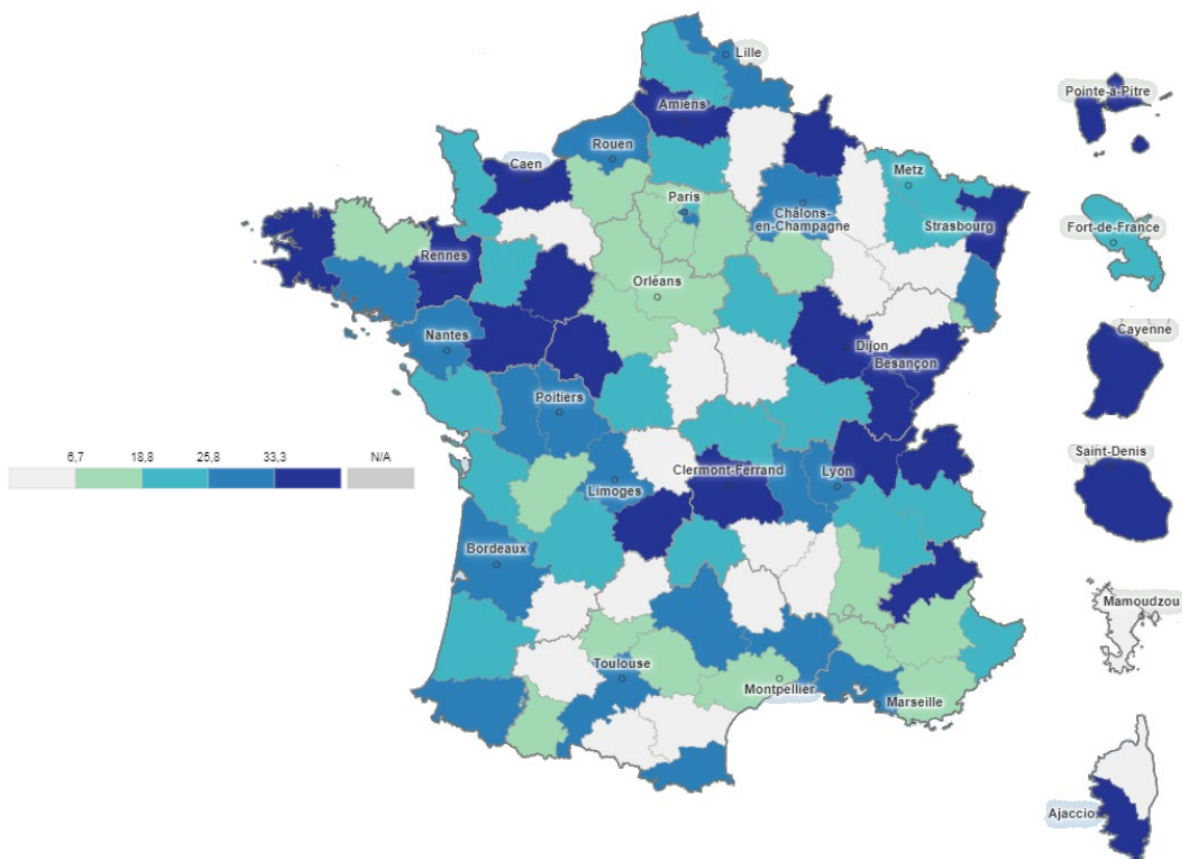 Lille
Pointe-à-Pitre
Amiens
Rouen
Caen
Metz
Paris
Châlons-
en-Champagne
Strasbourg
Fort-de-France
Rennes
Orléans
Cayenne
Nantes
Dijon
Besançon
Poitiers
6,7 18,8 25,8 33,3 N/A
Saint-Denis
Clermont-Ferrand
Lyon
Limoges
Bordeaux
Mamoudzou
Toulouse
Montpellier
Marseille
Ajaccio